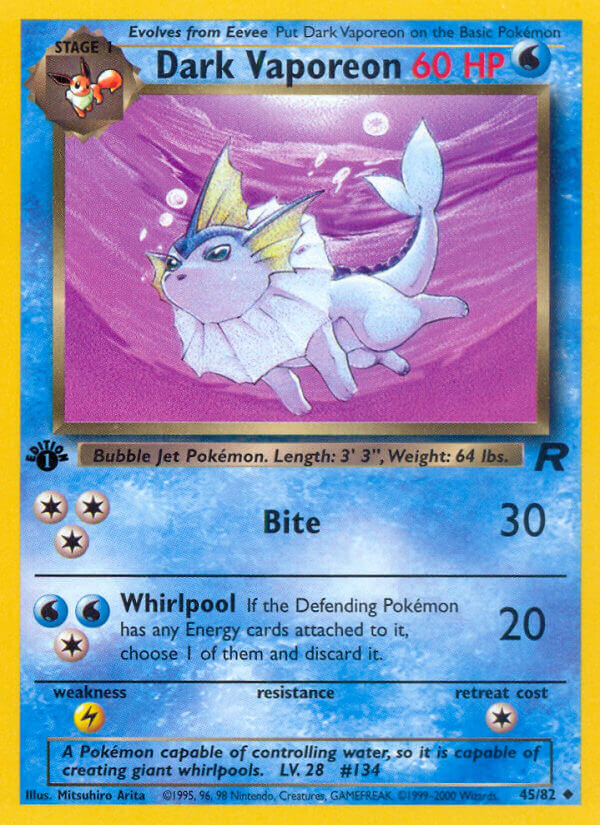 Evolves from Eevee Put Dark Vaporeon on the Basic Pokémon
STAGE 1
Dark Vaporeon 60 HP
EDITION
1
Bubble Jet Pokémon. Length: 3' 3", Weight: 64 lbs.
R
Bite 30
Whirlpool If the Defending Pokémon
has any Energy cards attached to it,
choose 1 of them and discard it.
20
weakness resistance retreat cost
A Pokémon capable of controlling water, so it is capable of
creating giant whirlpools. LV. 28 #134
Illus. Mitsuhiro Arita ©1995, 96, 98 Nintendo, Creatures, GAMEFREAK. ©1999-2000 Wizards. 45/82